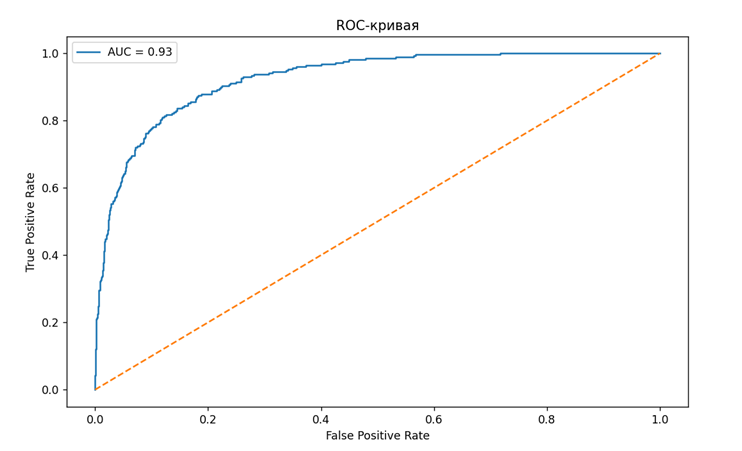 ROC-кривая
AUC = 0.93
1.0
0.8
0.6
0.4
0.2
0.0
True Positive Rate
0.0 0.2 0.4 0.6 0.8 1.0
False Positive Rate